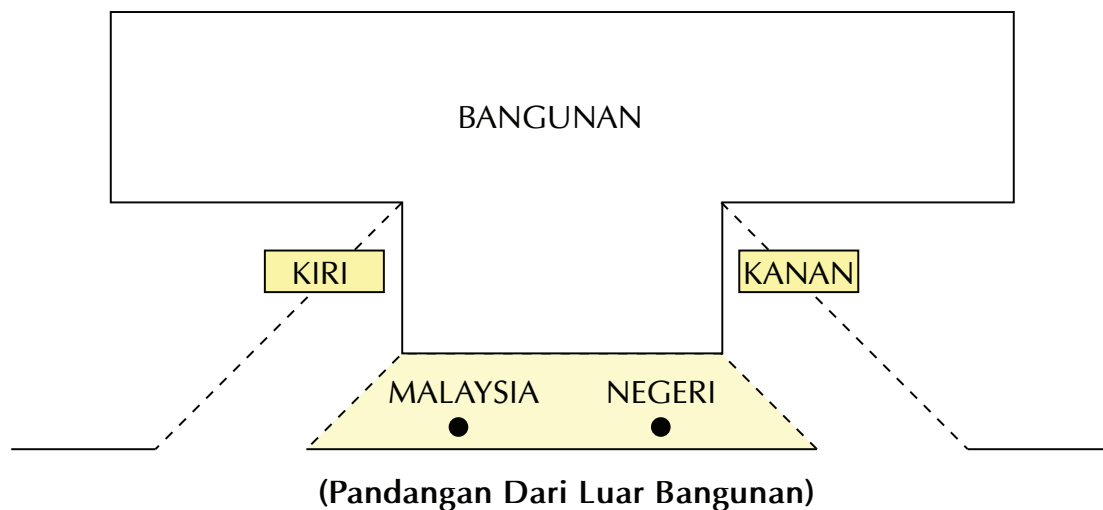 BANGUNAN
KIRI
KANAN
MALAYSIA
NEGERI
(Pandangan Dari Luar Bangunan)